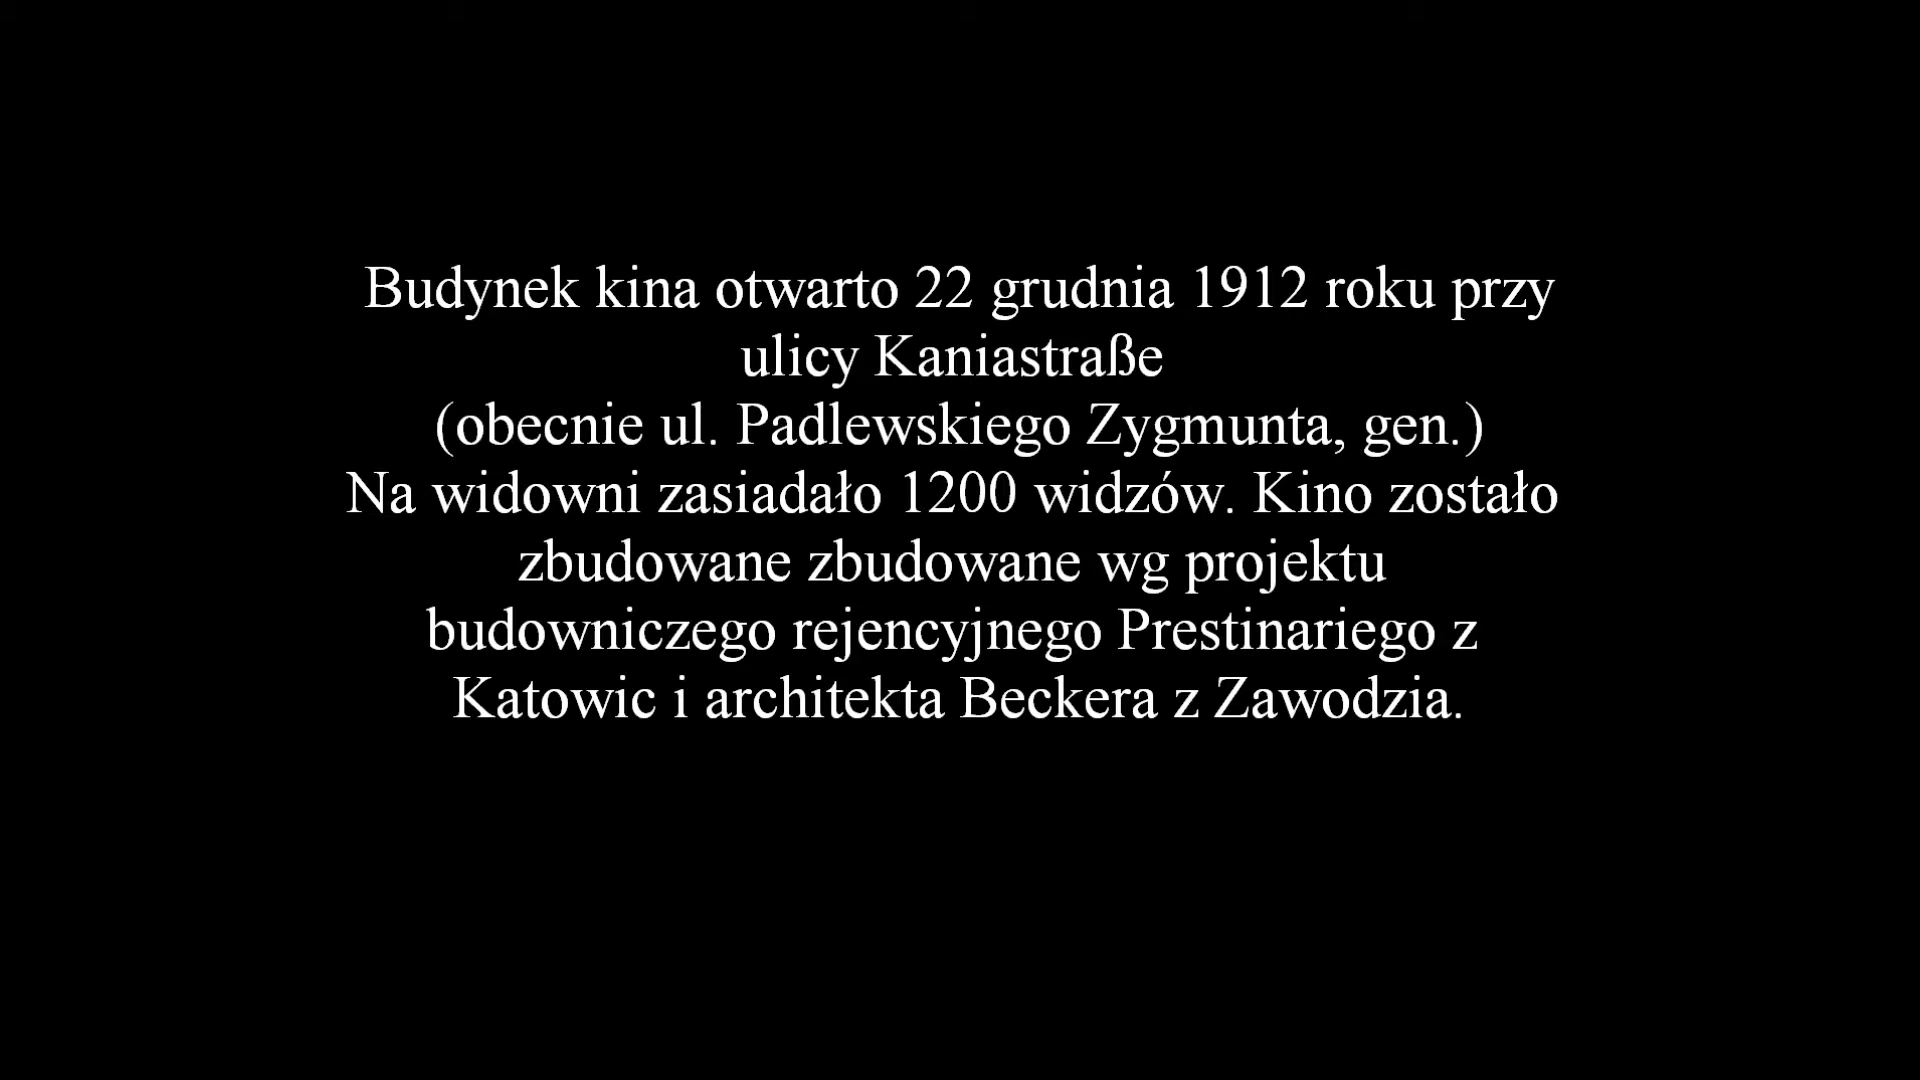 Budynek kina otwarto 22 grudnia 1912 roku przy
ulicy Kaniastraße
(obecnie ul. Padlewskiego Zygmunta, gen.)
Na widowni zasiadało 1200 widzów. Kino zostało
zbudowane zbudowane wg projektu
budowniczego rejencyjnego Prestinariego z
Katowic i architekta Beckera z Zawodzia.